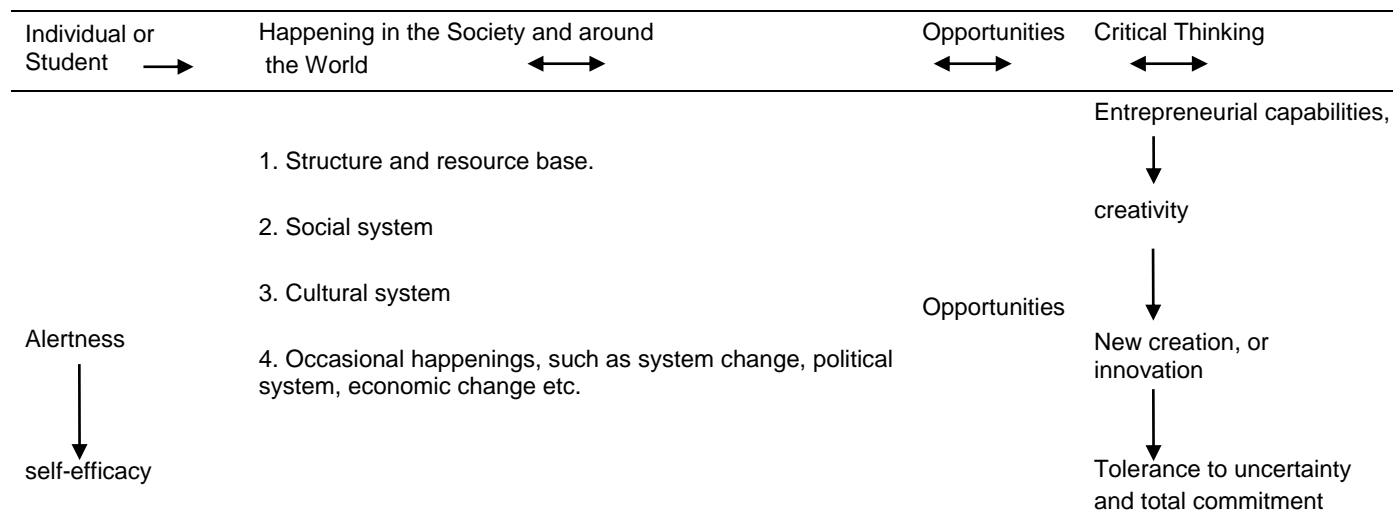 Individual or
Student
Happening in the Society and around
the World
Opportunities
Critical Thinking
Entrepreneurial capabilities,
1. Structure and resource base.
creativity
2. Social system
3. Cultural system
Opportunities
Alertness
4. Occasional happenings, such as system change, political
system, economic change etc.
New creation, or
innovation
self-efficacy
Tolerance to uncertainty
and total commitment